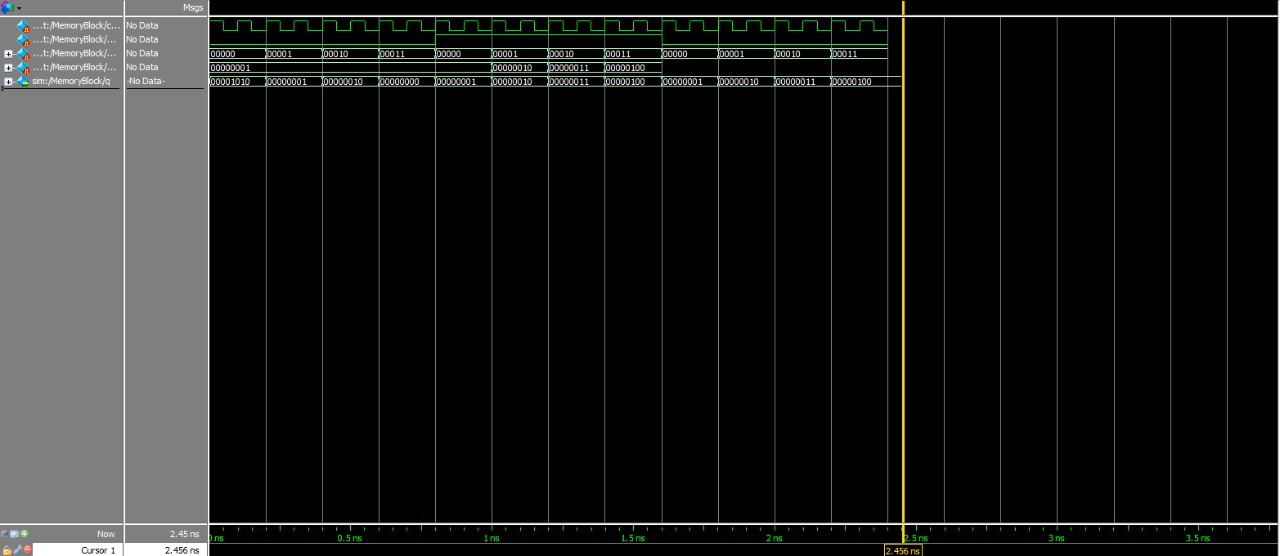 Msgs
...t:/MemoryBlock/c... No Data
...t:/MemoryBlock/... No Data
...t:/MemoryBlock/... No Data 00000 00001 00010 00011 00000 00001 00010 00011 00000 00001 00010 00011
...t:/MemoryBlock/... No Data 00000001 00000010 00000011 00000100
sim:/MemoryBlock/q -No Data- 00001010 00000001 00000010 00000000 00000001 00000010 00000011 00000100 00000001 00000010 00000011 00000100
Now 2.45 ns ns 0.5 ns 1 ns 1.5 ns 2 ns 2.5 ns 3 ns 3.5 ns
Cursor 1 2.456 ns 2.456 ns